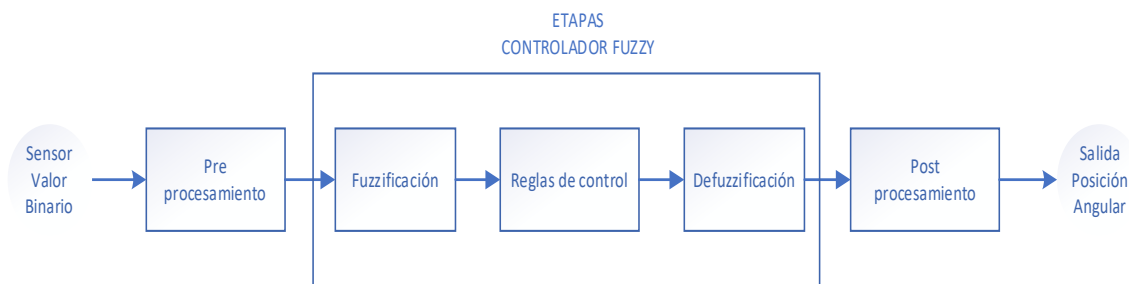 ETAPAS
CONTROLADOR FUZZY
Sensor
Valor
Binario
Pre
procesamiento
Fuzzificación
Reglas de control
Defuzzificación
Post
procesamiento
Salida
Posición
Angular